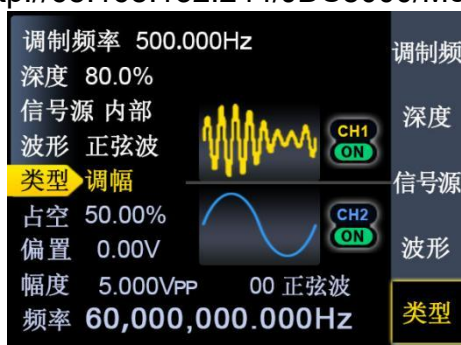 调制频率 500.000Hz
深度 80.0%
信号源 内部
波形 正弦波
类型 调幅
占空 50.00%
偏置 0.00V
幅度 5.000VPP 00 正弦波
频率 60,000,000.000Hz
CH1
ON
CH2
ON
调制频
深度
信号源
波形
类型